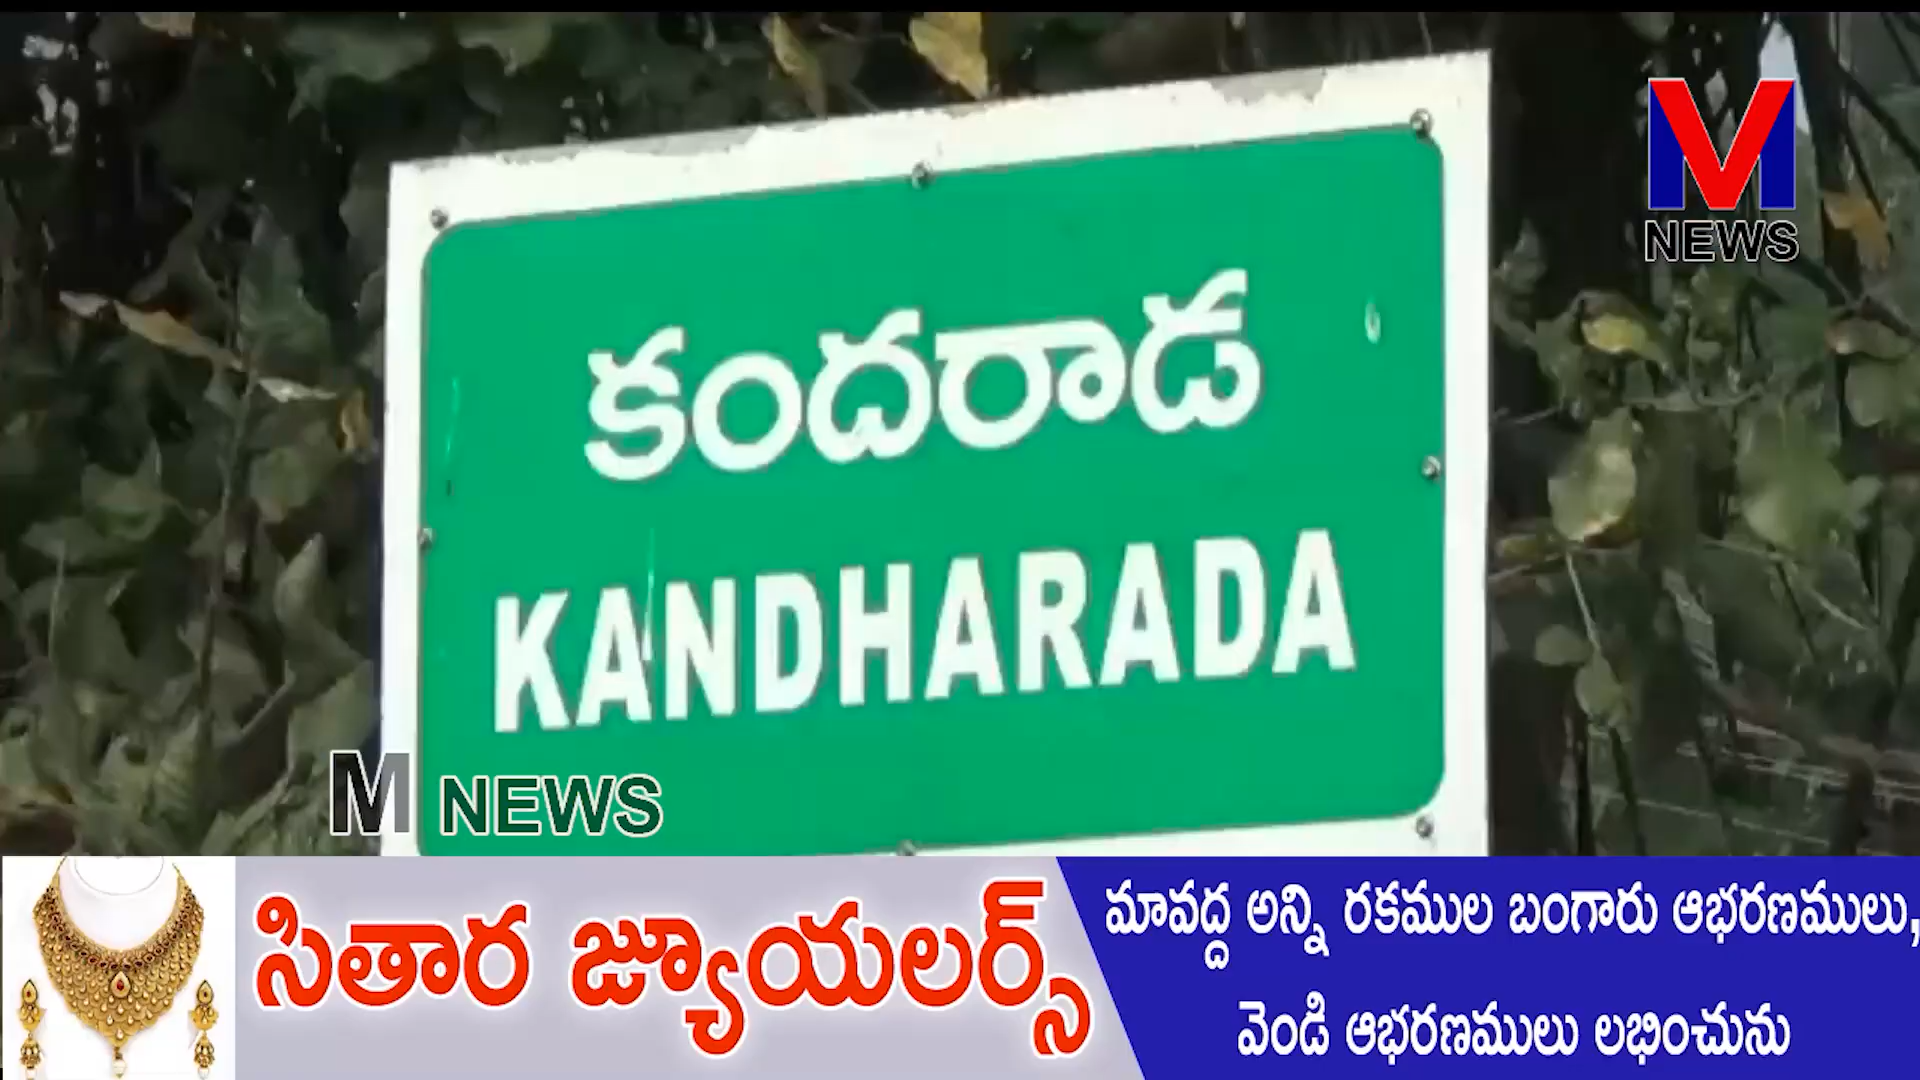 M
NEWS
కందరాడ
KANDHARADA
M NEWS
సితార జ్యూయలర్స్
మావద్ద అన్ని రకముల బంగారు ఆభరణములు,
వెండి ఆభరణములు లభించును